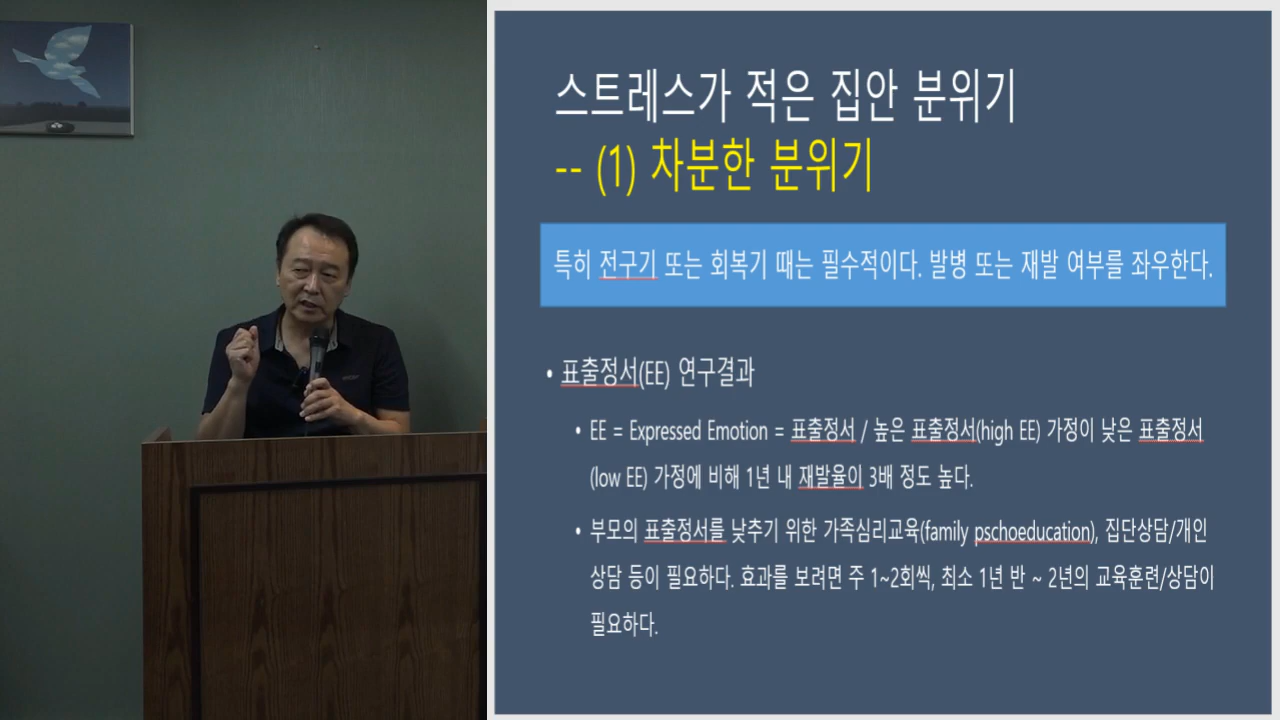 스트레스가 적은 집안 분위기
-- (1) 차분한 분위기
특히 전구기 또는 회복기 때는 필수적이다. 발병 또는 재발 여부를 좌우한다.
• 표출정서(EE) 연구결과
• EE = Expressed Emotion = 표출정서 / 높은 표출정서(high EE) 가정이 낮은 표출정서
(low EE) 가정에 비해 1년 내 재발율이 3배 정도 높다.
• 부모의 표출정서를 낮추기 위한 가족심리교육(family pschoeducation), 집단상담/개인
상담 등이 필요하다. 효과를 보려면 주 1~2회씩, 최소 1년 반 ~ 2년의 교육훈련/상담이
필요하다.